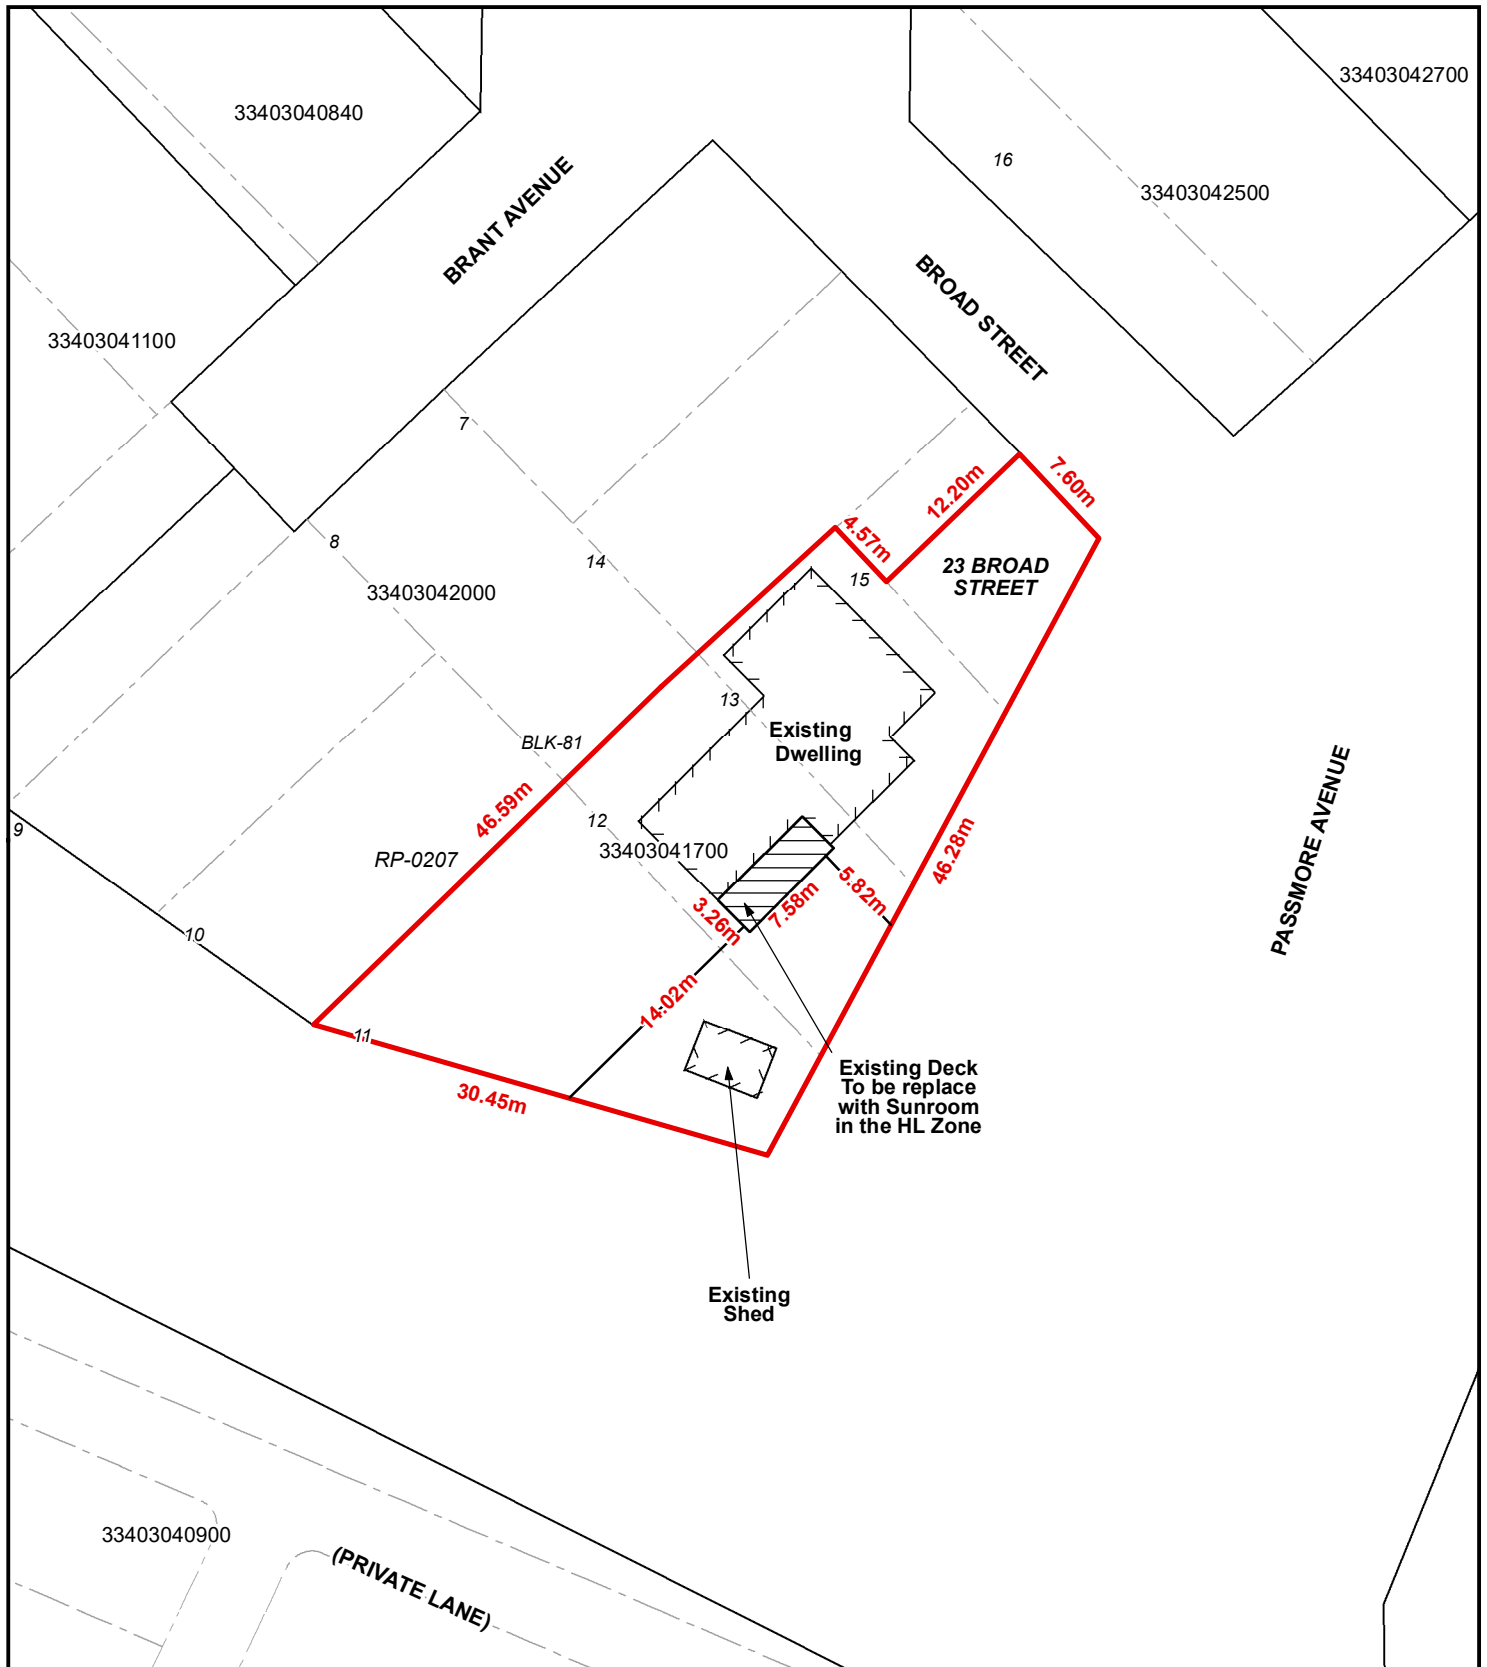 33403040840
33403042700
16
33403042500
BRANT AVENUE
BROAD STREET
33403041100
7
7.60m
12.20m
4.57m
8
14
15
23 BROAD
STREET
33403042000
13
Existing
Dwelling
BLK-81
46.59m
12
9
33403041700
RP-0207
46.28m
PASSMORE AVENUE
5.82m
7.58m
3.26m
10
14.02m
11
30.45m
Existing Deck
To be replace
with Sunroom
in the HL Zone
Existing
Shed
33403040900
(PRIVATE LANE)